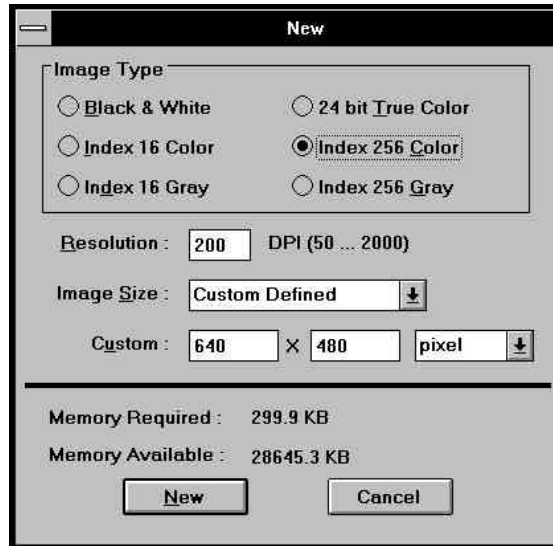 New
Image Type
Black & White
24 bit True Color
Index 16 Color
Index 256 Color
Index 16 Gray
Index 256 Gray
Resolution : 200 DPI (50 ... 2000)
Image Size : Custom Defined
Custom : 640 X 480 pixel
Memory Required : 299.9 KB
Memory Available : 28645.3 KB
New
Cancel